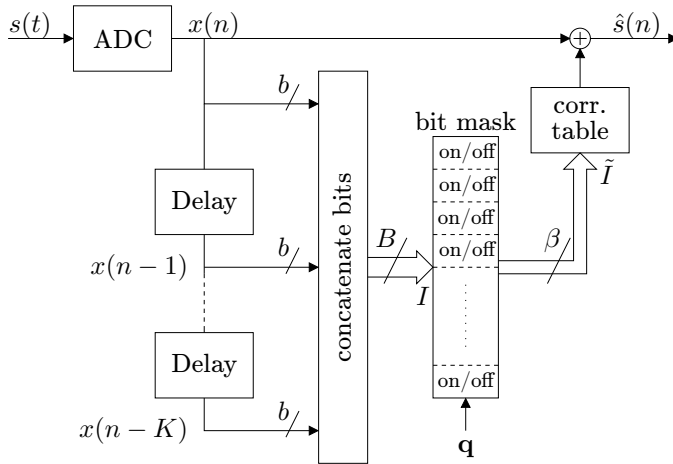 s(t)
ADC
x(n)
ŝ(n)
b
corr.
table
bit mask
on/off
on/off
on/off
on/off
on/off
Ĩ
Delay
concatenate bits
b
B
β
x(n − 1)
I
Delay
b
x(n − K)
q